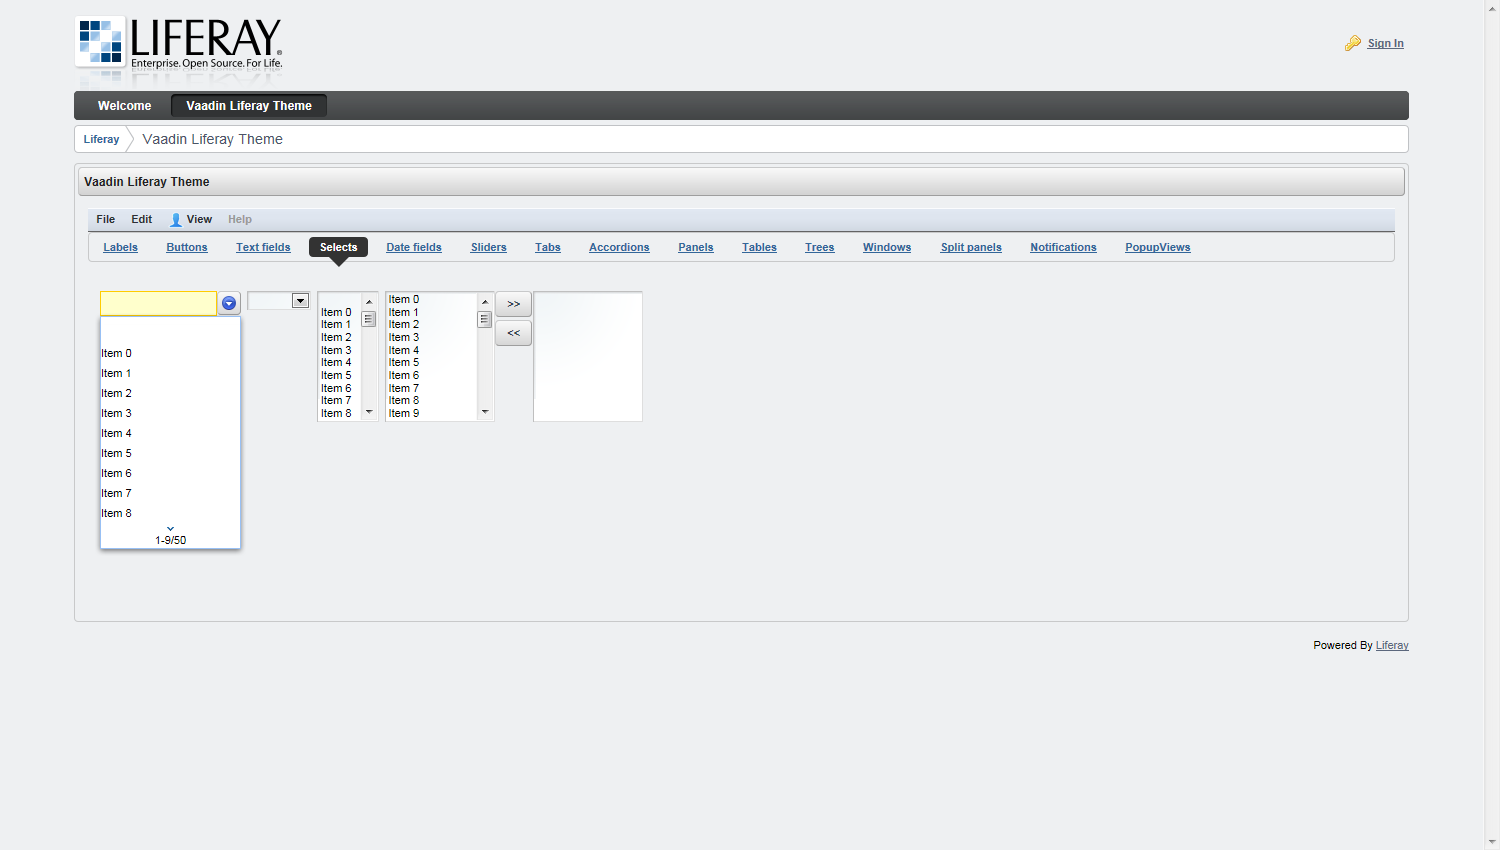 LIFERAY®
Enterprise. Open Source. For Life.
Sign In
Welcome Vaadin Liferay Theme
Liferay Vaadin Liferay Theme
Vaadin Liferay Theme
File Edit View Help
Labels Buttons Text fields Selects Date fields Sliders Tabs Accordions Panels Tables Trees Windows Split panels Notifications PopupViews
Item 0
Item 1
Item 2
Item 3
Item 4
Item 5
Item 6
Item 7
Item 8
1-9/50
Item 0
Item 1
Item 2
Item 3
Item 4
Item 5
Item 6
Item 7
Item 8
Item 0
Item 1
Item 2
Item 3
Item 4
Item 5
Item 6
Item 7
Item 8
Item 9
>>
<<
Powered By Liferay